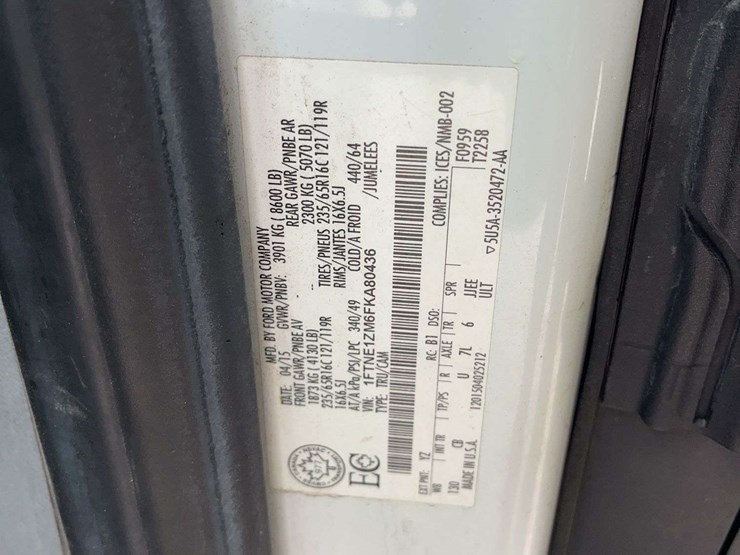 MFD. BY FORD MOTOR COMPANY
DATE: 04/15 GVWR/PNBV: 3901 KG ( 8600 LB)
FRONT GAWR/PNBE AV REAR GAWR/PNBE AR
1873 KG ( 4130 LB) 2300 KG ( 5070 LB)
235/65R16C 121/119R TIRES/PNEUS 235/65R16C 121/119R
16X6.5J RIMS/JANTES 16X6.5J
AT/A kPa/PSI/LPC 340/49 COLD/A FROID 440/64
VIN: 1FTNE1ZM6FKA80436 /JUMELEES
TYPE: TRU/CAM
EC
EXT PNT: YZ RC: B1 DSO: COMPLIES: ICES/NMB-002
WB INT TR TP/PS R AXLE TR SPR F0959
130 CB U 7L 6 JJEE T2258
MADE IN U.S.A. 1201504025212 ULT ▽5U5A-3520472-AA